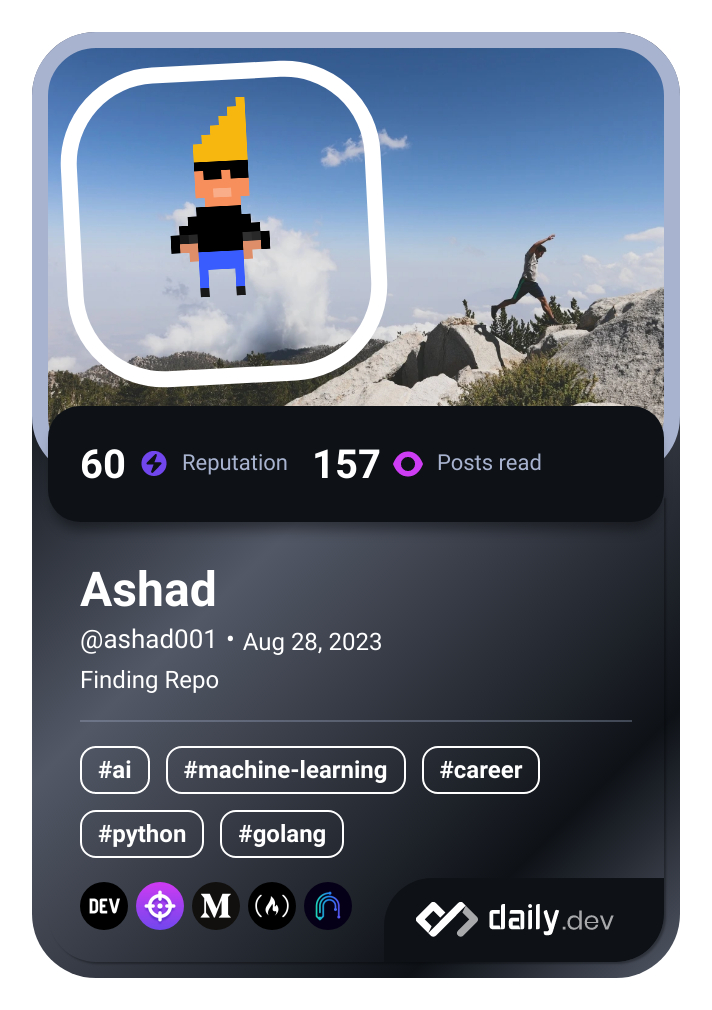 60 Reputation 157 Posts read
Ashad
@ashad001 • Aug 28, 2023
Finding Repo
#ai #machine-learning #career
#python #golang
DEV M daily.dev